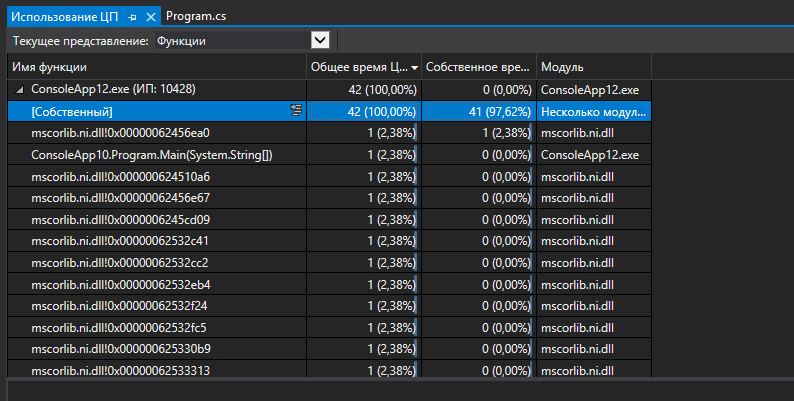 Использование ЦП Program.cs
Текущее представление: Функции
Имя функции Общее время Ц... Собственное вре... Модуль
ConsoleApp12.exe (ИП: 10428) 42 (100,00%) 0 (0,00%) ConsoleApp12.exe
[Собственный] 42 (100,00%) 41 (97,62%) Несколько модул...
mscorlib.ni.dll!0x00000062456ea0 1 (2,38%) 1 (2,38%) mscorlib.ni.dll
ConsoleApp10.Program.Main(System.String[]) 1 (2,38%) 0 (0,00%) ConsoleApp12.exe
mscorlib.ni.dll!0x000000624510a6 1 (2,38%) 0 (0,00%) mscorlib.ni.dll
mscorlib.ni.dll!0x00000062456e67 1 (2,38%) 0 (0,00%) mscorlib.ni.dll
mscorlib.ni.dll!0x0000006245cd09 1 (2,38%) 0 (0,00%) mscorlib.ni.dll
mscorlib.ni.dll!0x00000062532c41 1 (2,38%) 0 (0,00%) mscorlib.ni.dll
mscorlib.ni.dll!0x00000062532cc2 1 (2,38%) 0 (0,00%) mscorlib.ni.dll
mscorlib.ni.dll!0x00000062532eb4 1 (2,38%) 0 (0,00%) mscorlib.ni.dll
mscorlib.ni.dll!0x00000062532f24 1 (2,38%) 0 (0,00%) mscorlib.ni.dll
mscorlib.ni.dll!0x00000062532fc5 1 (2,38%) 0 (0,00%) mscorlib.ni.dll
mscorlib.ni.dll!0x000000625330b9 1 (2,38%) 0 (0,00%) mscorlib.ni.dll
mscorlib.ni.dll!0x00000062533313 1 (2,38%) 0 (0,00%) mscorlib.ni.dll